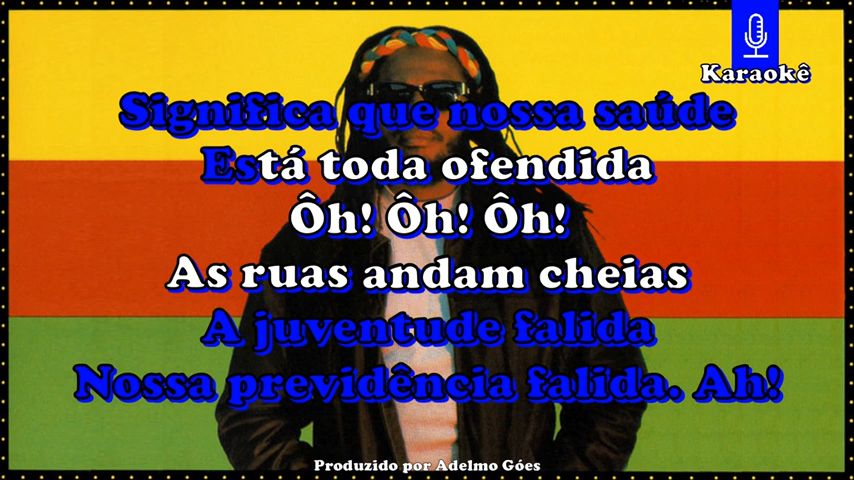 Karaokê
Significa que nossa saúde
Está toda ofendida
Ôh! Ôh! Ôh!
As ruas andam cheias
A juventude falida
Nossa previdência falida. Ah!
Produzido por Adelmo Góes